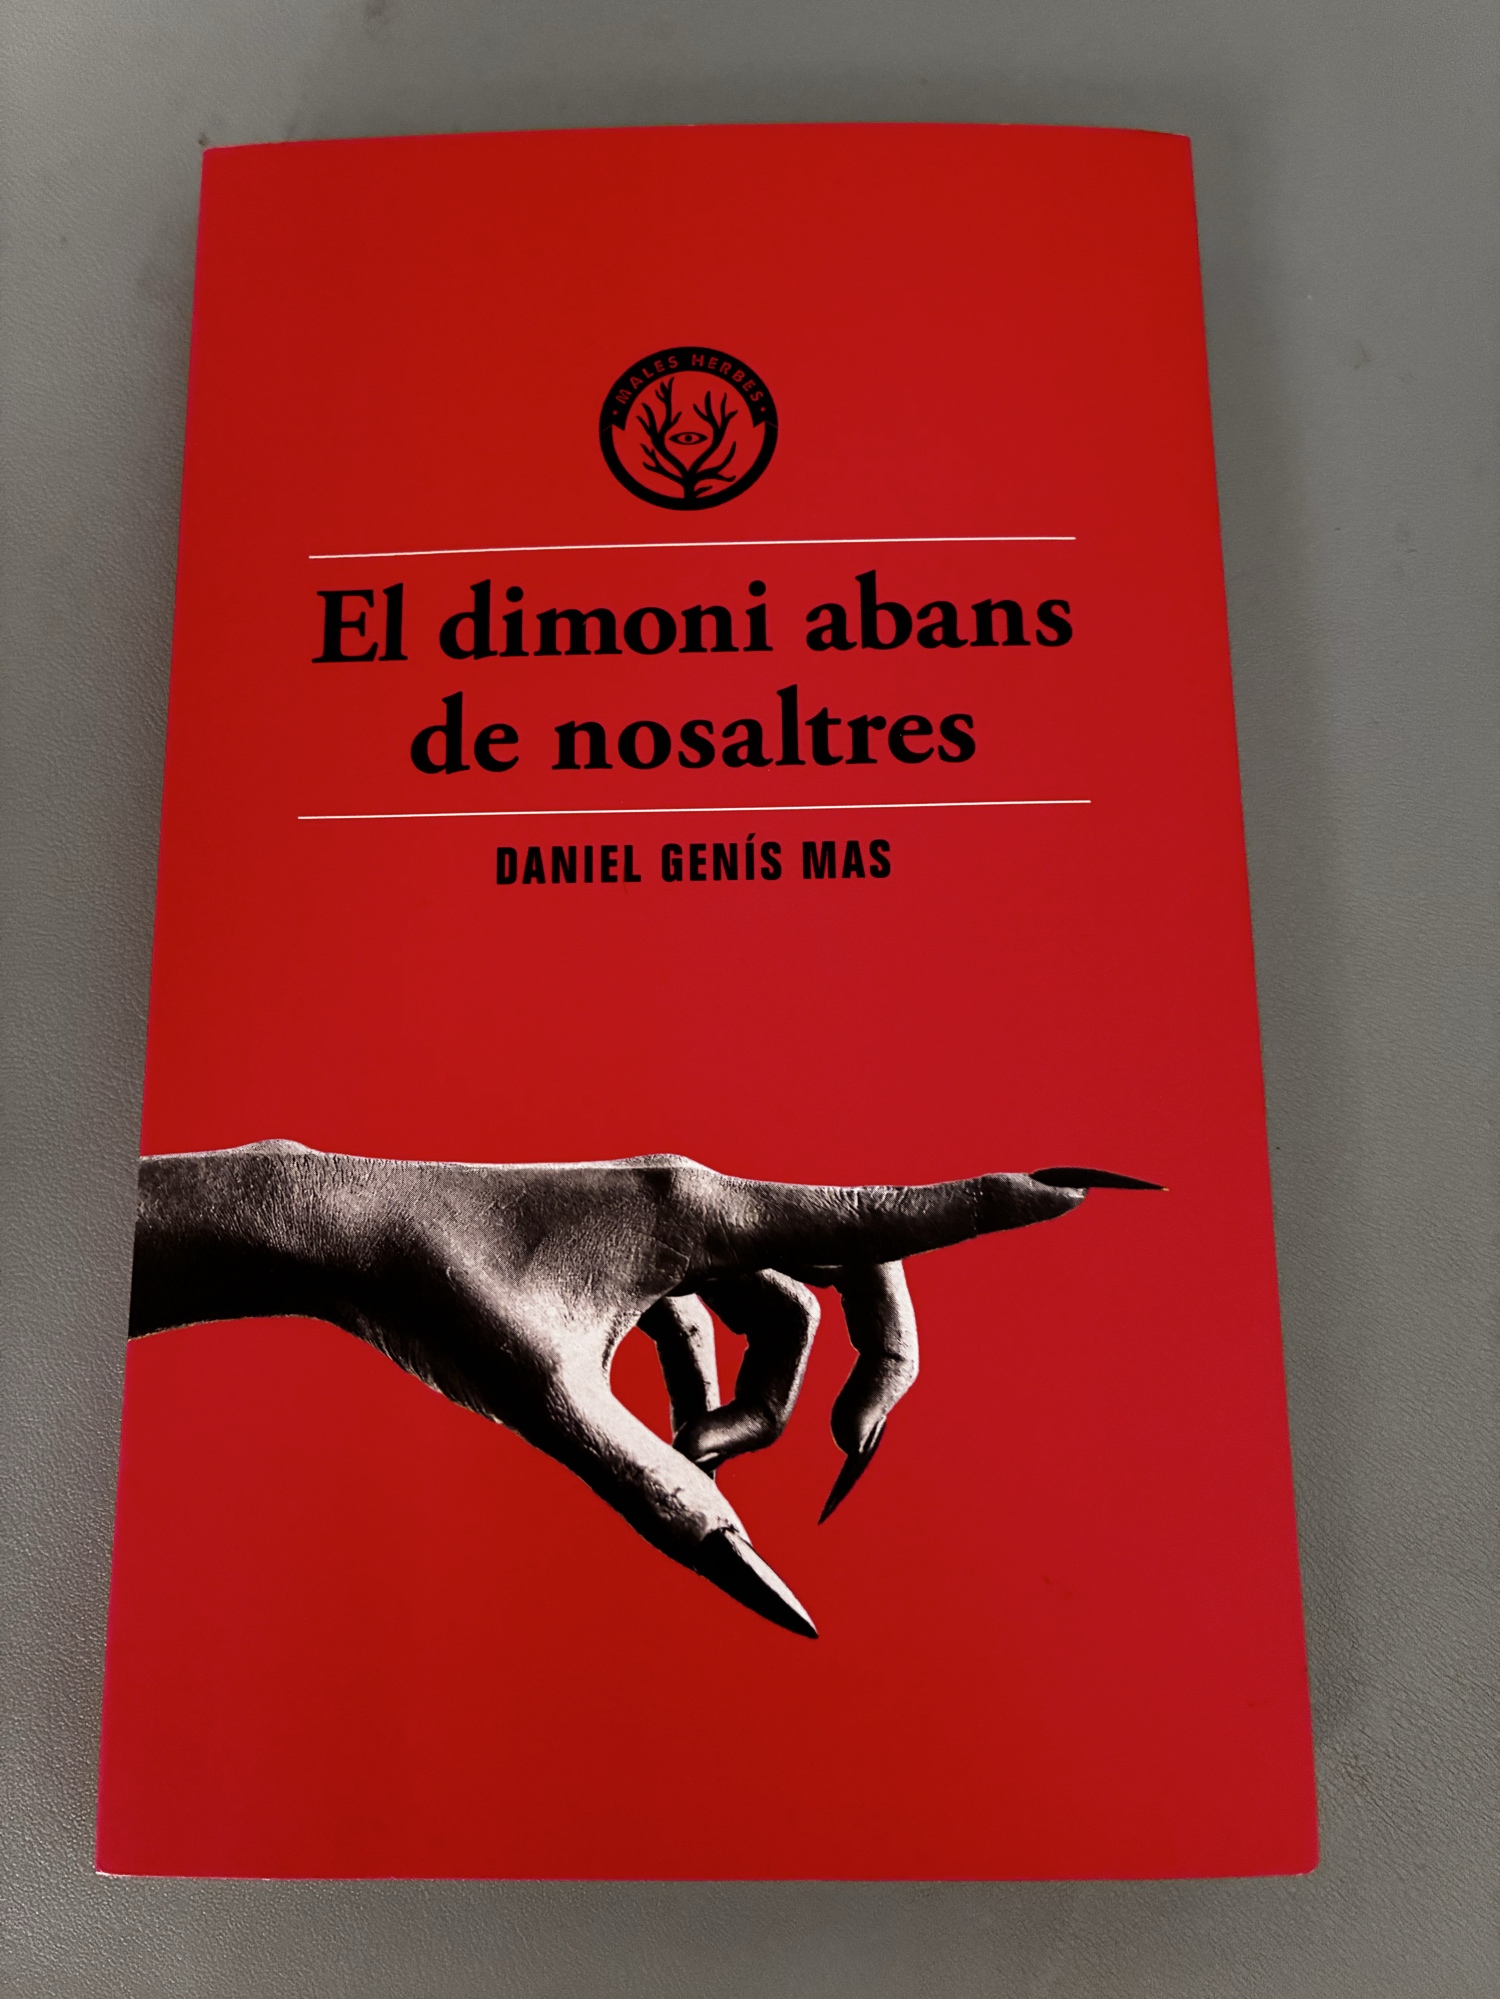 MALES HERBES
El dimoni abans
de nosaltres
DANIEL GENÍS MAS